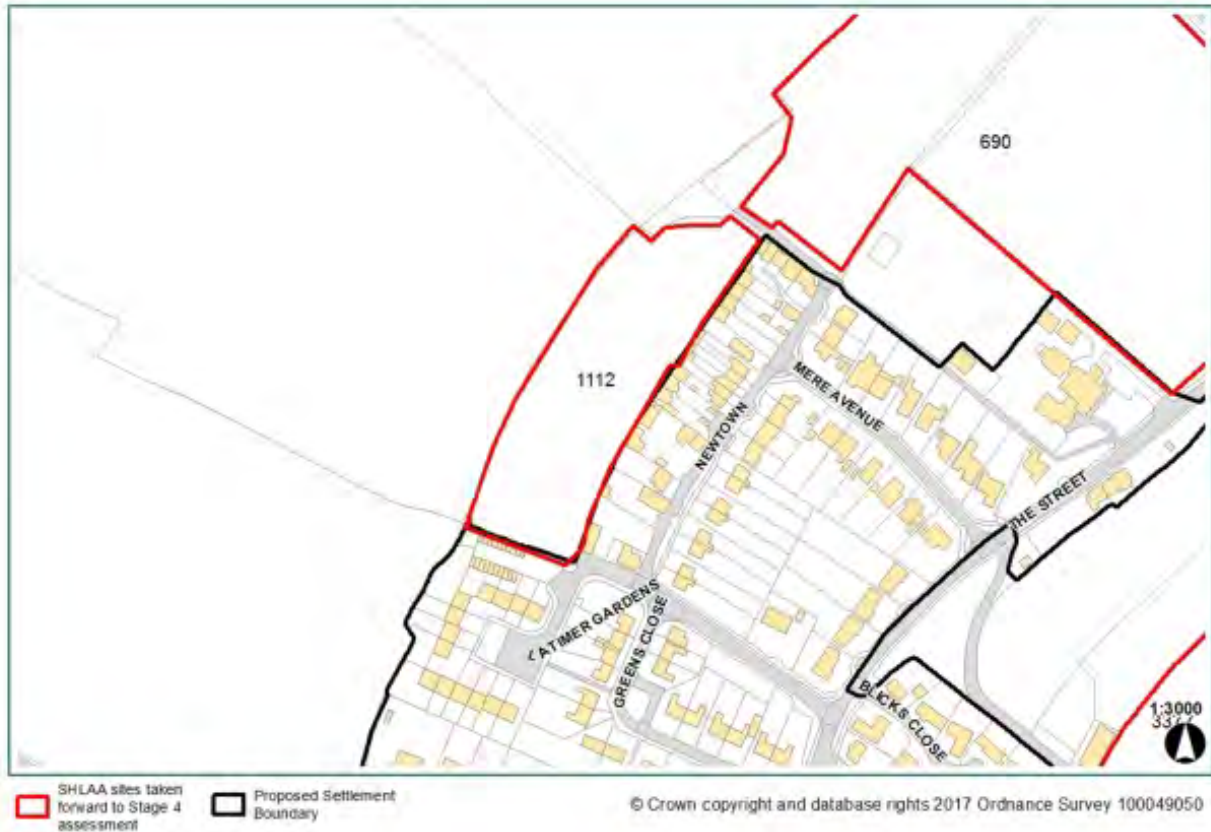 690
1112
MERE AVENUE
NEWTOWN
THE STREET
LATIMER GARDENS
GREENS CLOSE
BLICKS CLOSE
1:3000
SHLAA sites taken
forward to Stage 4
assessment
Proposed Settlement
Boundary
© Crown copyright and database rights 2017 Ordnance Survey 100049050